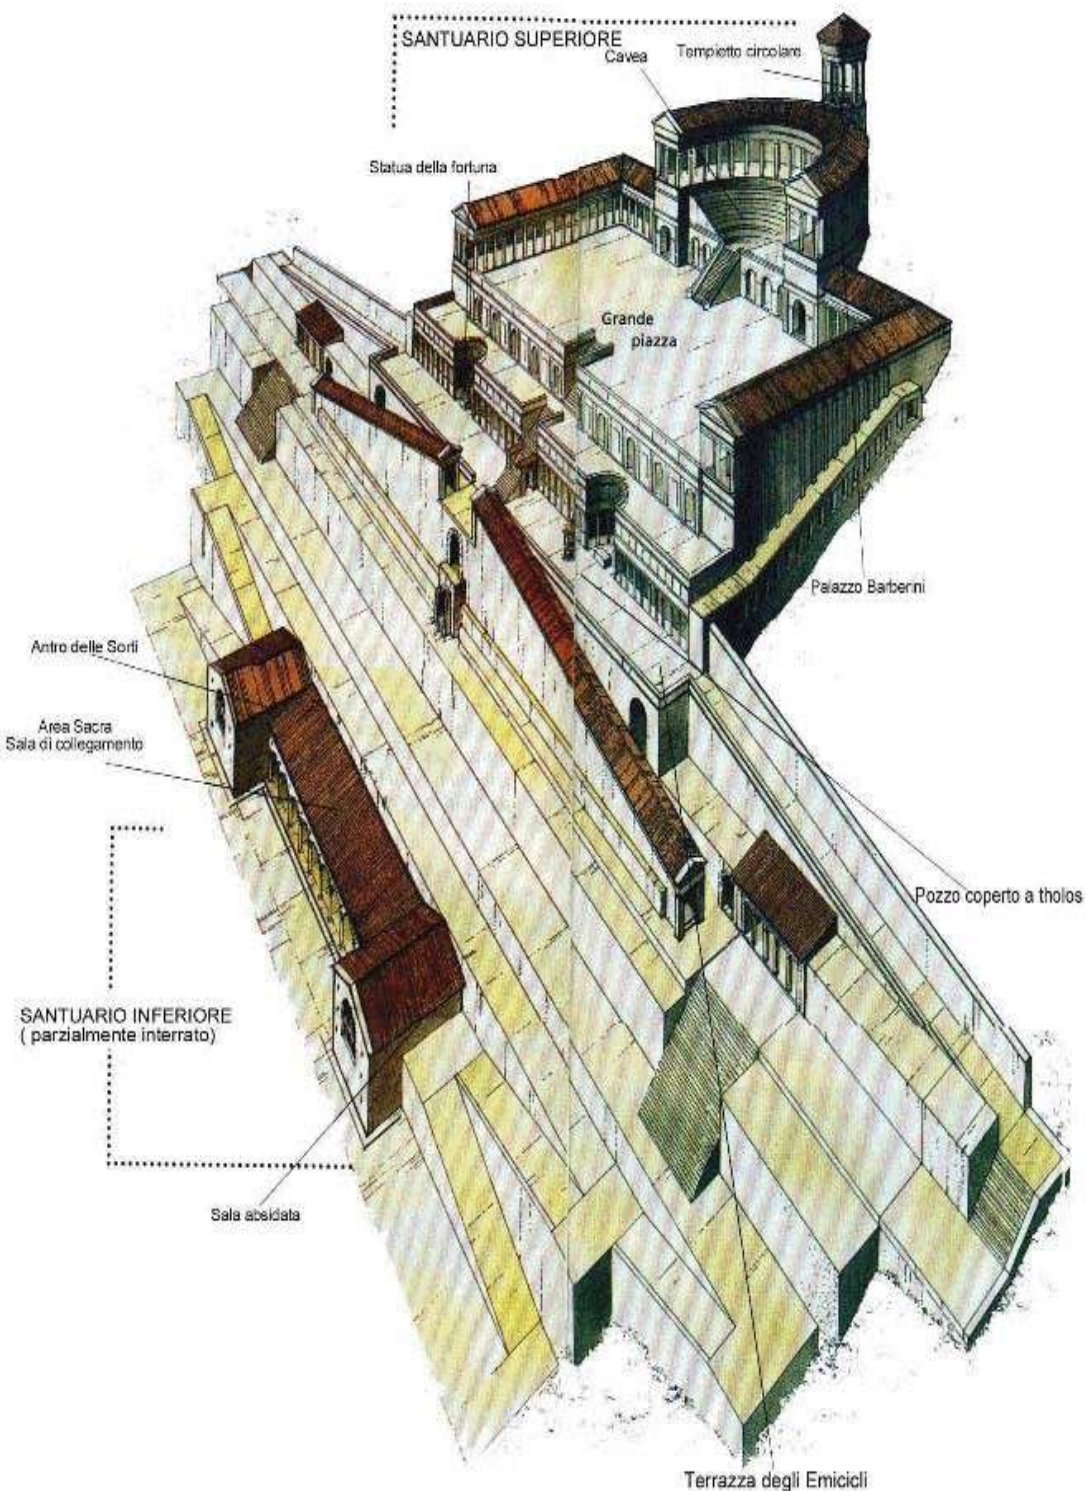 SANTUARIO SUPERIORE
Cavea
Tempietto circolare
Statua della fortuna
Grande
piazza
Palazzo Barberini
Antro delle Sorti
Area Sacra
Sala di collegamento
Pozzo coperto a tholos
SANTUARIO INFERIORE
( parzialmente interrato)
Sala absidata
Terrazza degli Emicicli